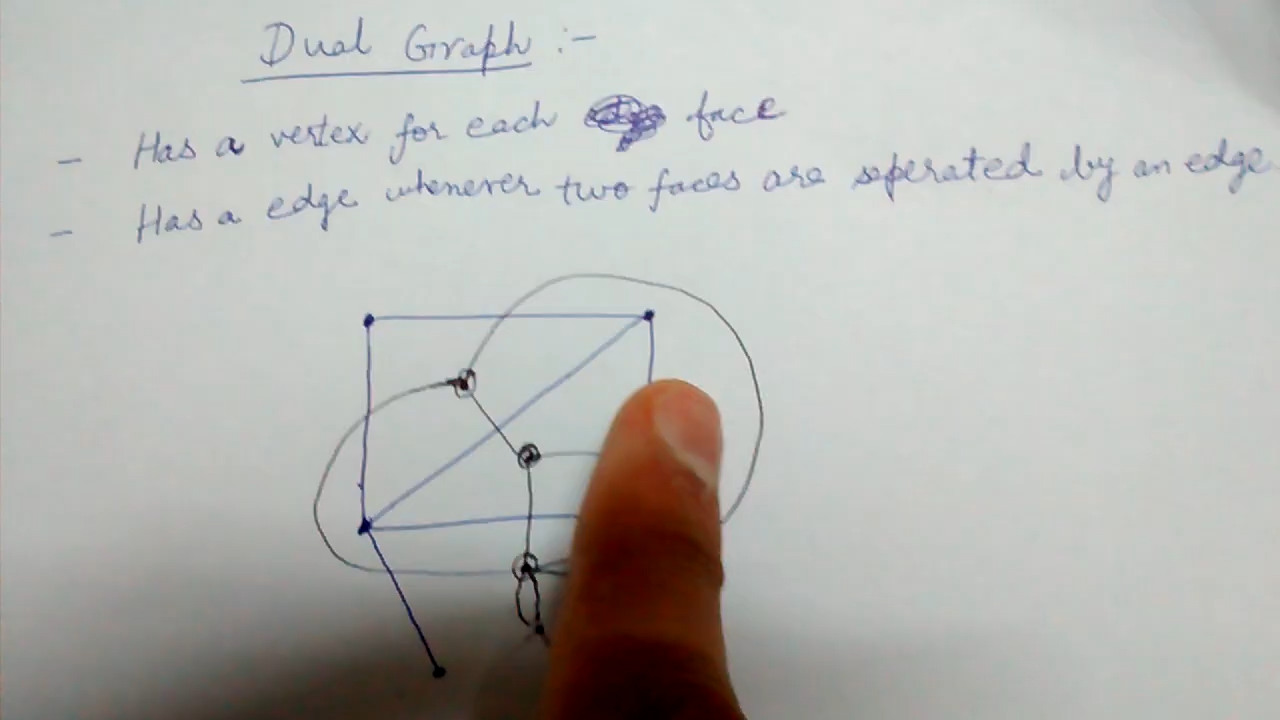 Dual Graph :-
- Has a vertex for each face
- Has a edge whenever two faces are seperated by an edge